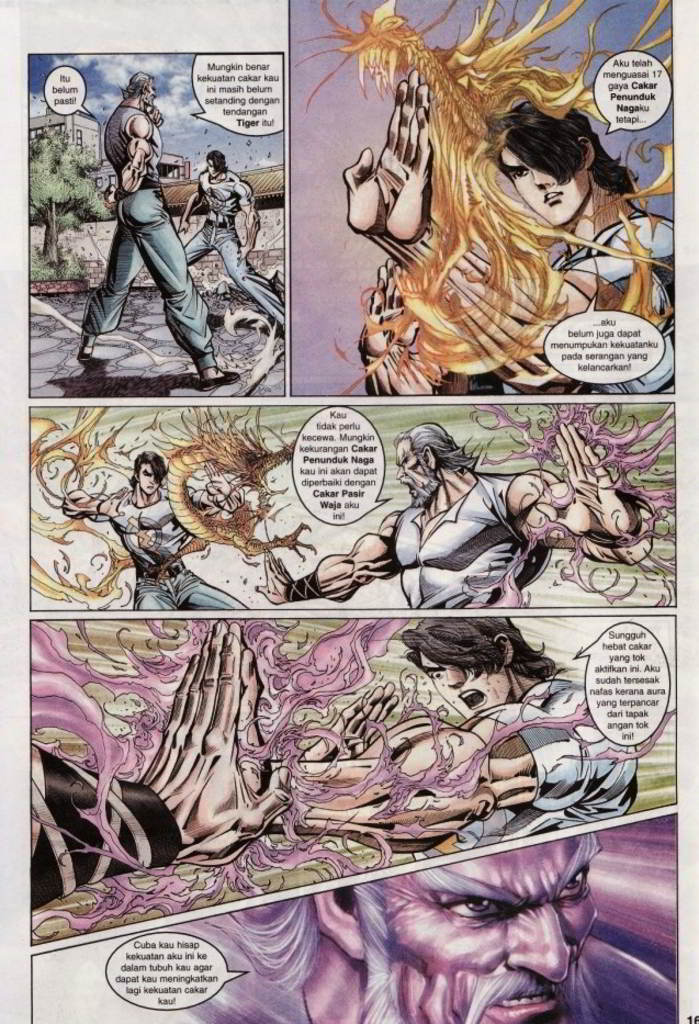 Itu
belum
pasti!
Mungkin benar
kekuatan cakar kau
ini masih belum
setanding dengan
tendangan
Tiger itu!
Aku telah
menguasai 17
gaya Cakar
Penunduk
Nagaku
tetapi...
...aku
belum juga dapat
menumpukan kekuatanku
pada serangan yang
kelancarkan!
Kau
tidak perlu
kecewa. Mungkin
kekurangan Cakar
Penunduk Naga
kau ini akan dapat
diperbaiki dengan
Cakar Pasir
Waja aku
ini!
Sungguh
hebat cakar
yang tok
aktifkan ini. Aku
sudah tersesak
nafas kerana aura
yang terpancar
dari tapak
angan tok
ini!
Cuba kau hisap
kekuatan aku ini ke
dalam tubuh kau agar
dapat kau meningkatkan
lagi kekuatan cakar
kau!
16